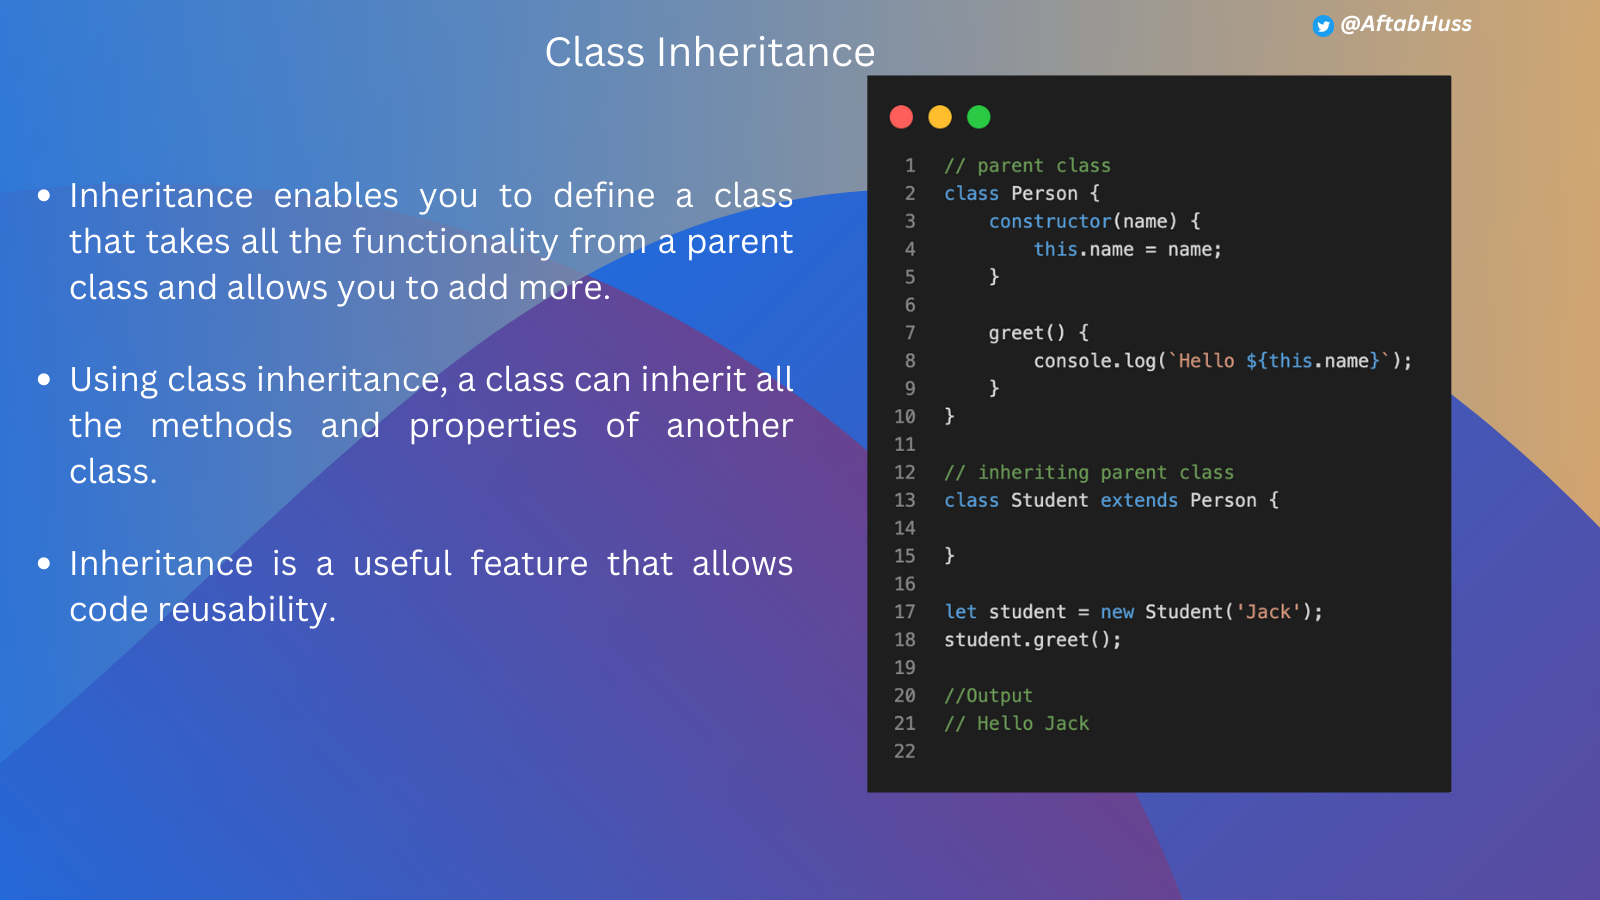 @AftabHuss
Class Inheritance
• Inheritance enables you to define a class
that takes all the functionality from a parent
class and allows you to add more.
• Using class inheritance, a class can inherit all
the methods and properties of another
class.
• Inheritance is a useful feature that allows
code reusability.
1 // parent class
2 class Person {
3     constructor(name) {
4         this.name = name;
5     }
6
7     greet() {
8         console.log(`Hello ${this.name}`);
9     }
10 }
11
12 // inheriting parent class
13 class Student extends Person {
14
15 }
16
17 let student = new Student('Jack');
18 student.greet();
19
20 //Output
21 // Hello Jack
22